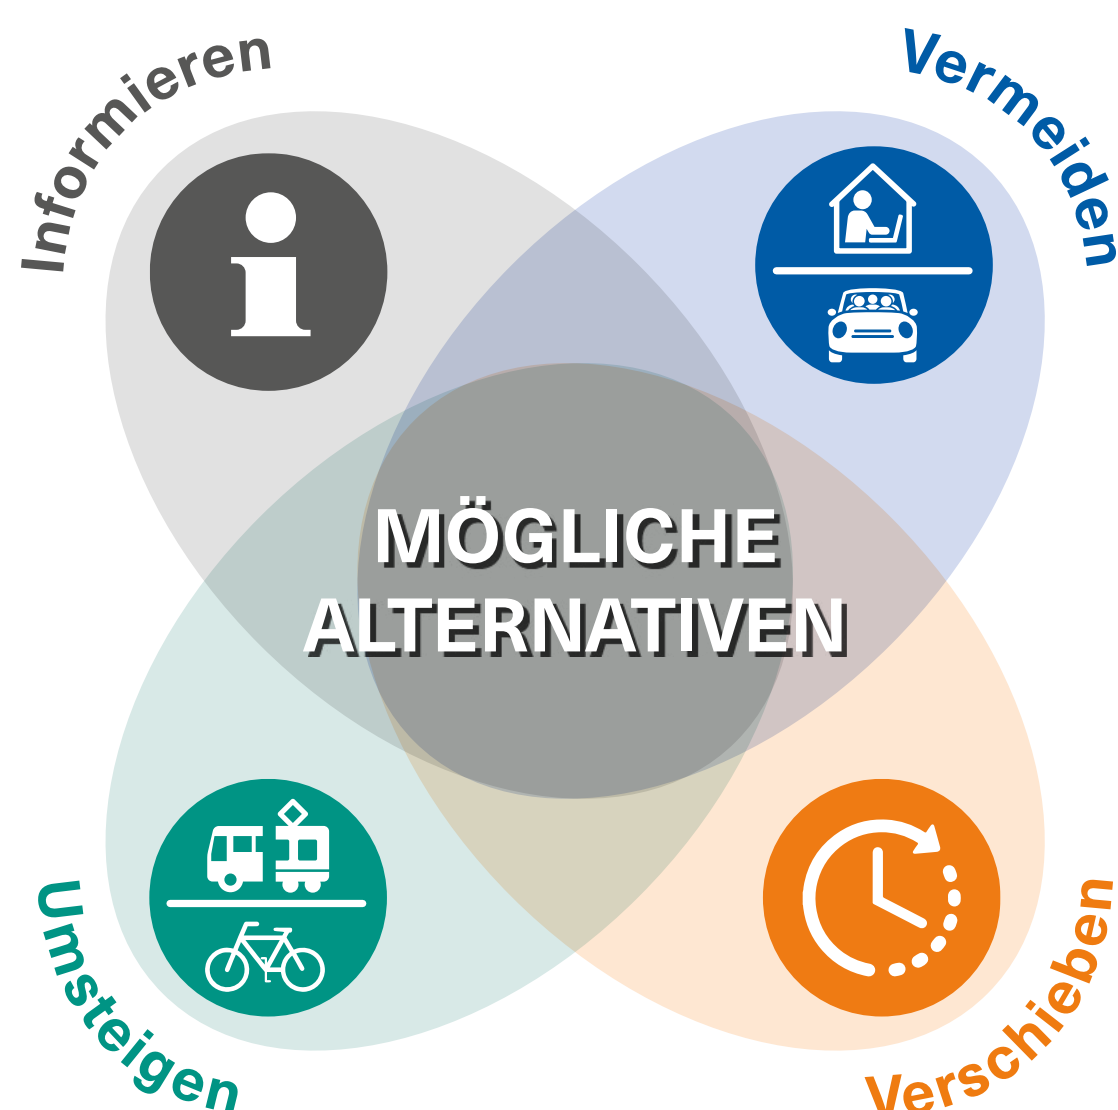 Informieren
Vermeiden
MÖGLICHE
ALTERNATIVEN
Umsteigen
Verschieben